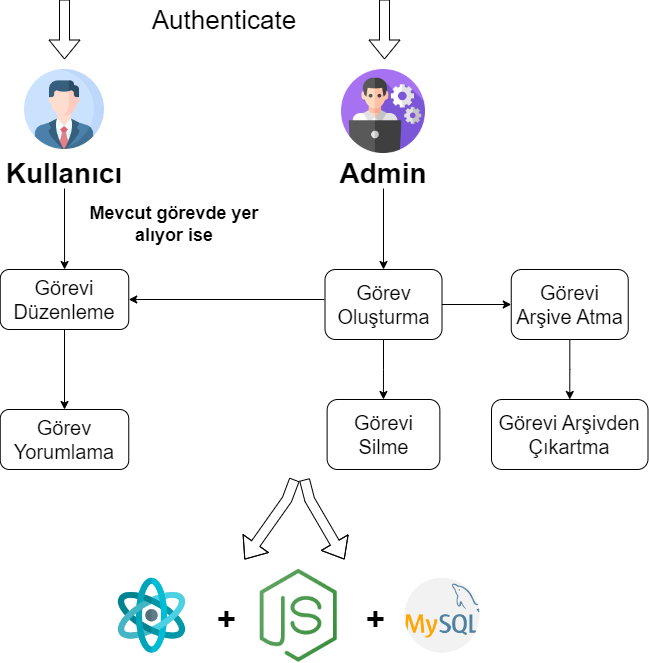 Authenticate
Kullanıcı
Admin
Mevcut görevde yer
alıyor ise
Görevi
Düzenleme
Görev
Oluşturma
Görevi
Arşive Atma
Görev
Yorumlama
Görevi
Silme
Görevi Arşivden
Çıkartma
+
JS
+
MySQL